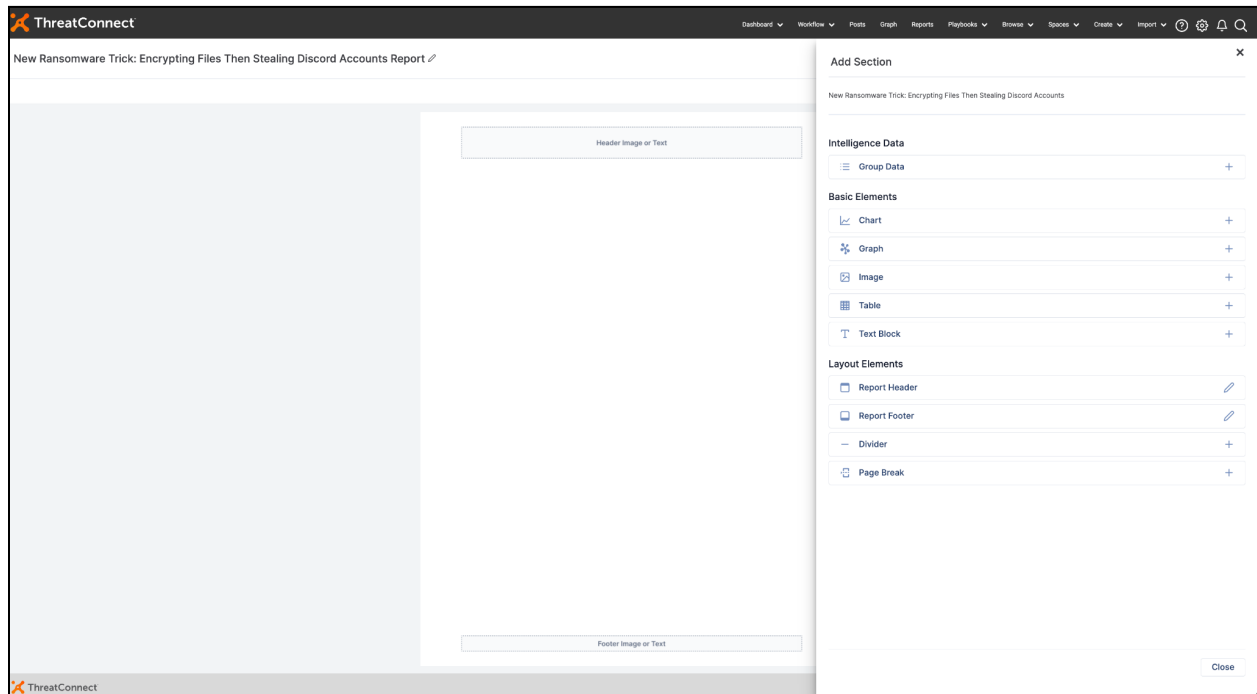 ThreatConnect
Dashboard Workflow Posts Graph Reports Playbooks Browse Spaces Create Import
New Ransomware Trick: Encrypting Files Then Stealing Discord Accounts Report
Header Image or Text
Footer Image or Text
Add Section
New Ransomware Trick: Encrypting Files Then Stealing Discord Accounts
Intelligence Data
Group Data
Basic Elements
Chart
Graph
Image
Table
Text Block
Layout Elements
Report Header
Report Footer
Divider
Page Break
Close
ThreatConnect